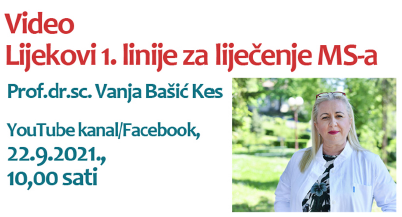 Video
Lijekovi 1. linije za liječenje MS-a
Prof.dr.sc. Vanja Bašić Kes
YouTube kanal/Facebook,
22.9.2021.,
10,00 sati